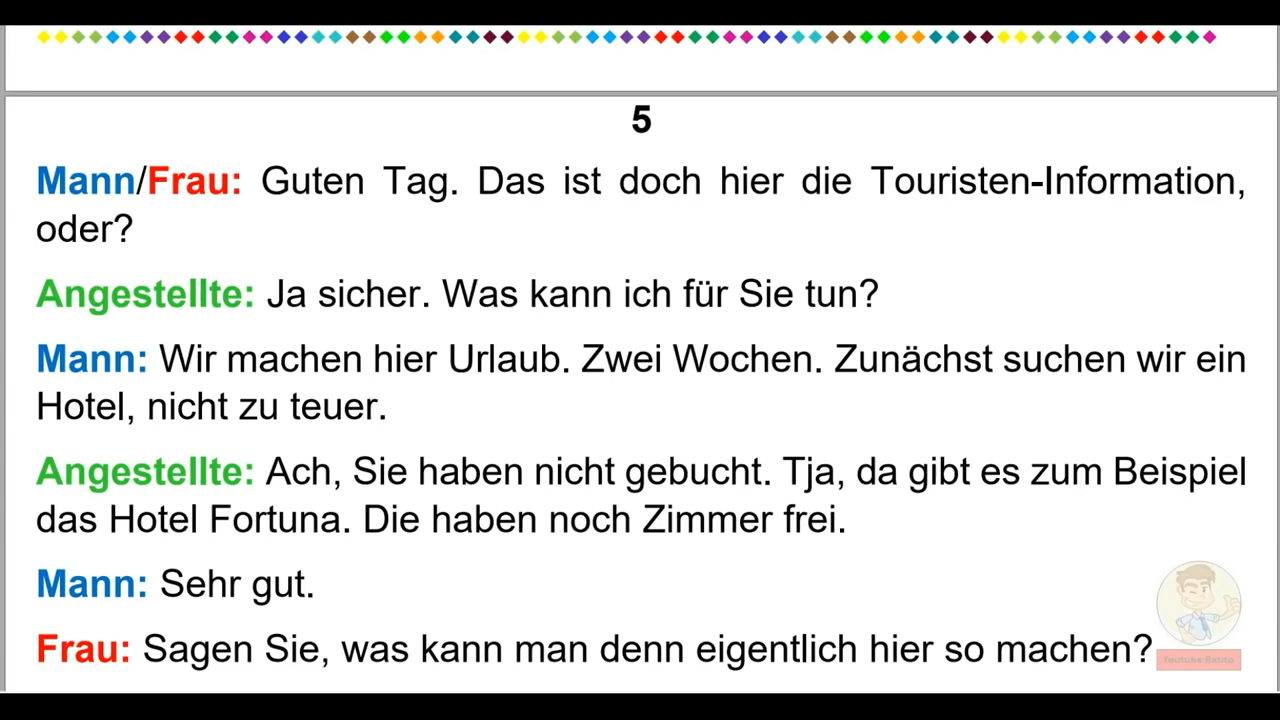 5
Mann/Frau: Guten Tag. Das ist doch hier die Touristen-Information,
oder?
Angestellte: Ja sicher. Was kann ich für Sie tun?
Mann: Wir machen hier Urlaub. Zwei Wochen. Zunächst suchen wir ein
Hotel, nicht zu teuer.
Angestellte: Ach, Sie haben nicht gebucht. Tja, da gibt es zum Beispiel
das Hotel Fortuna. Die haben noch Zimmer frei.
Mann: Sehr gut.
Frau: Sagen Sie, was kann man denn eigentlich hier so machen?